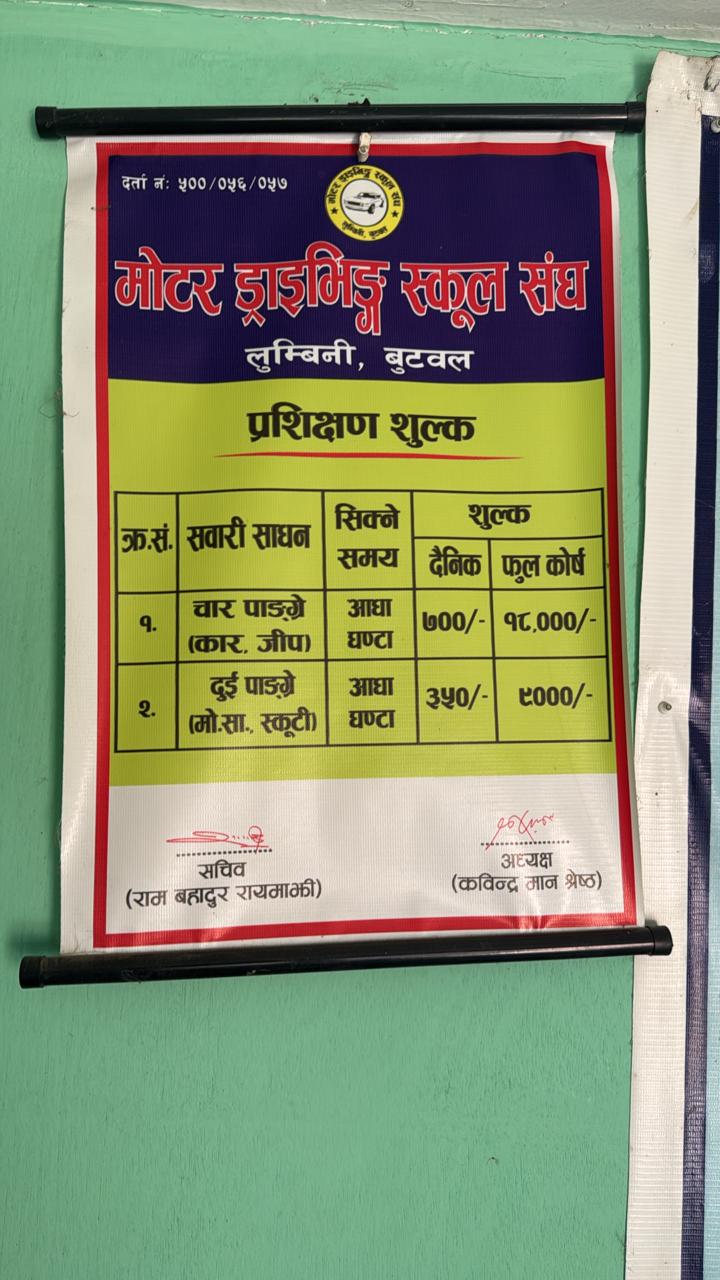 दर्ता नं: ५००/०५६/०५७
मोटर ड्राइभिङ्ग स्कूल संघ
लुम्बिनी, बुटवल
मोटर ड्राइभिङ्ग स्कूल संघ
लुम्बिनी, बुटवल
प्रशिक्षण शुल्क
क्र.सं. सवारी साधन सिक्ने समय शुल्क
दैनिक फुल कोर्ष
१. चार पाङ्ग्रे (कार, जीप) आधा घण्टा ७००/- १८,०००/-
२. दुई पाङ्ग्रे (मो.सा., स्कूटी) आधा घण्टा ३५०/- ९०००/-
सचिव
(राम बहादुर रायमाझी)
अध्यक्ष
(कविन्द्र मान श्रेष्ठ)